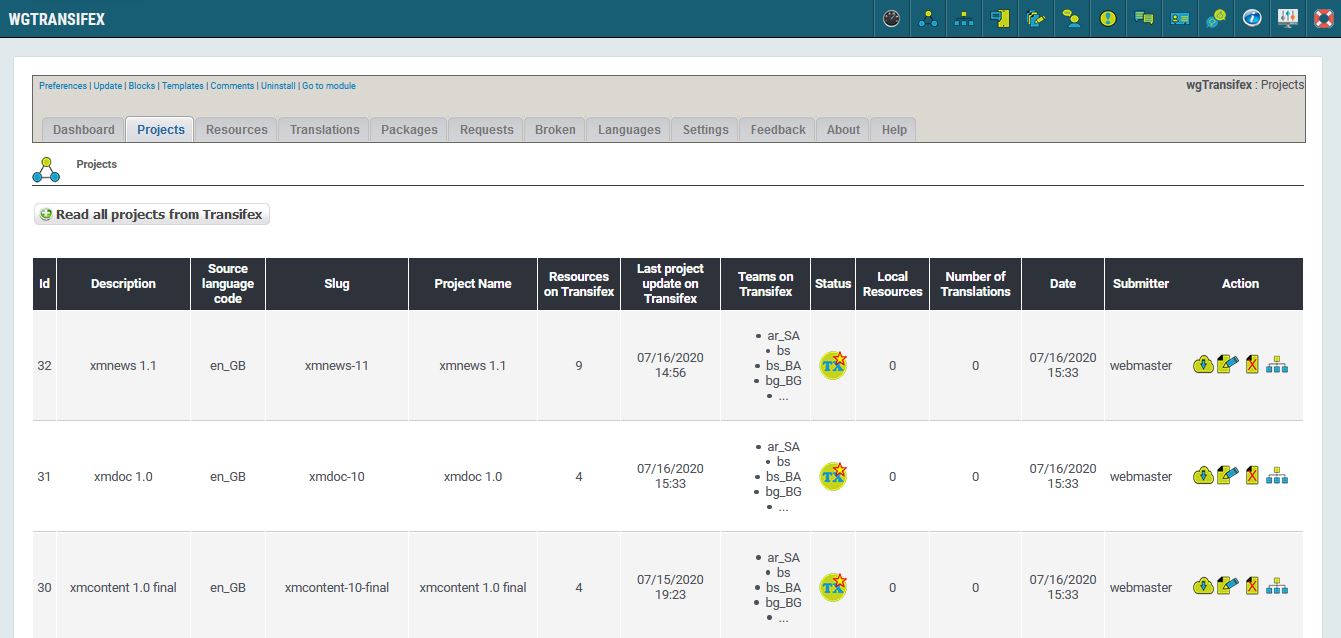 WGTRANSIFEX
Preferences | Update | Blocks | Templates | Comments | Uninstall | Go to module
wgTransifex : Projects
Dashboard Projects Resources Translations Packages Requests Broken Languages Settings Feedback About Help
Projects
Read all projects from Transifex
Id Description Source language code Slug Project Name Resources on Transifex Last project update on Transifex Teams on Transifex Status Local Resources Number of Translations Date Submitter Action
32 xmnews 1.1 en_GB xmnews-11 xmnews 1.1 9 07/16/2020 14:56
• ar_SA
• bs
• bs_BA
• bg_BG
• ...
TX 0 0 07/16/2020 15:33 webmaster
31 xmdoc 1.0 en_GB xmdoc-10 xmdoc 1.0 4 07/16/2020 15:33
• ar_SA
• bs
• bs_BA
• bg_BG
• ...
TX 0 0 07/16/2020 15:33 webmaster
30 xmcontent 1.0 final en_GB xmcontent-10-final xmcontent 1.0 final 4 07/15/2020 19:23
• ar_SA
• bs
• bs_BA
• bg_BG
• ...
TX 0 0 07/16/2020 15:33 webmaster